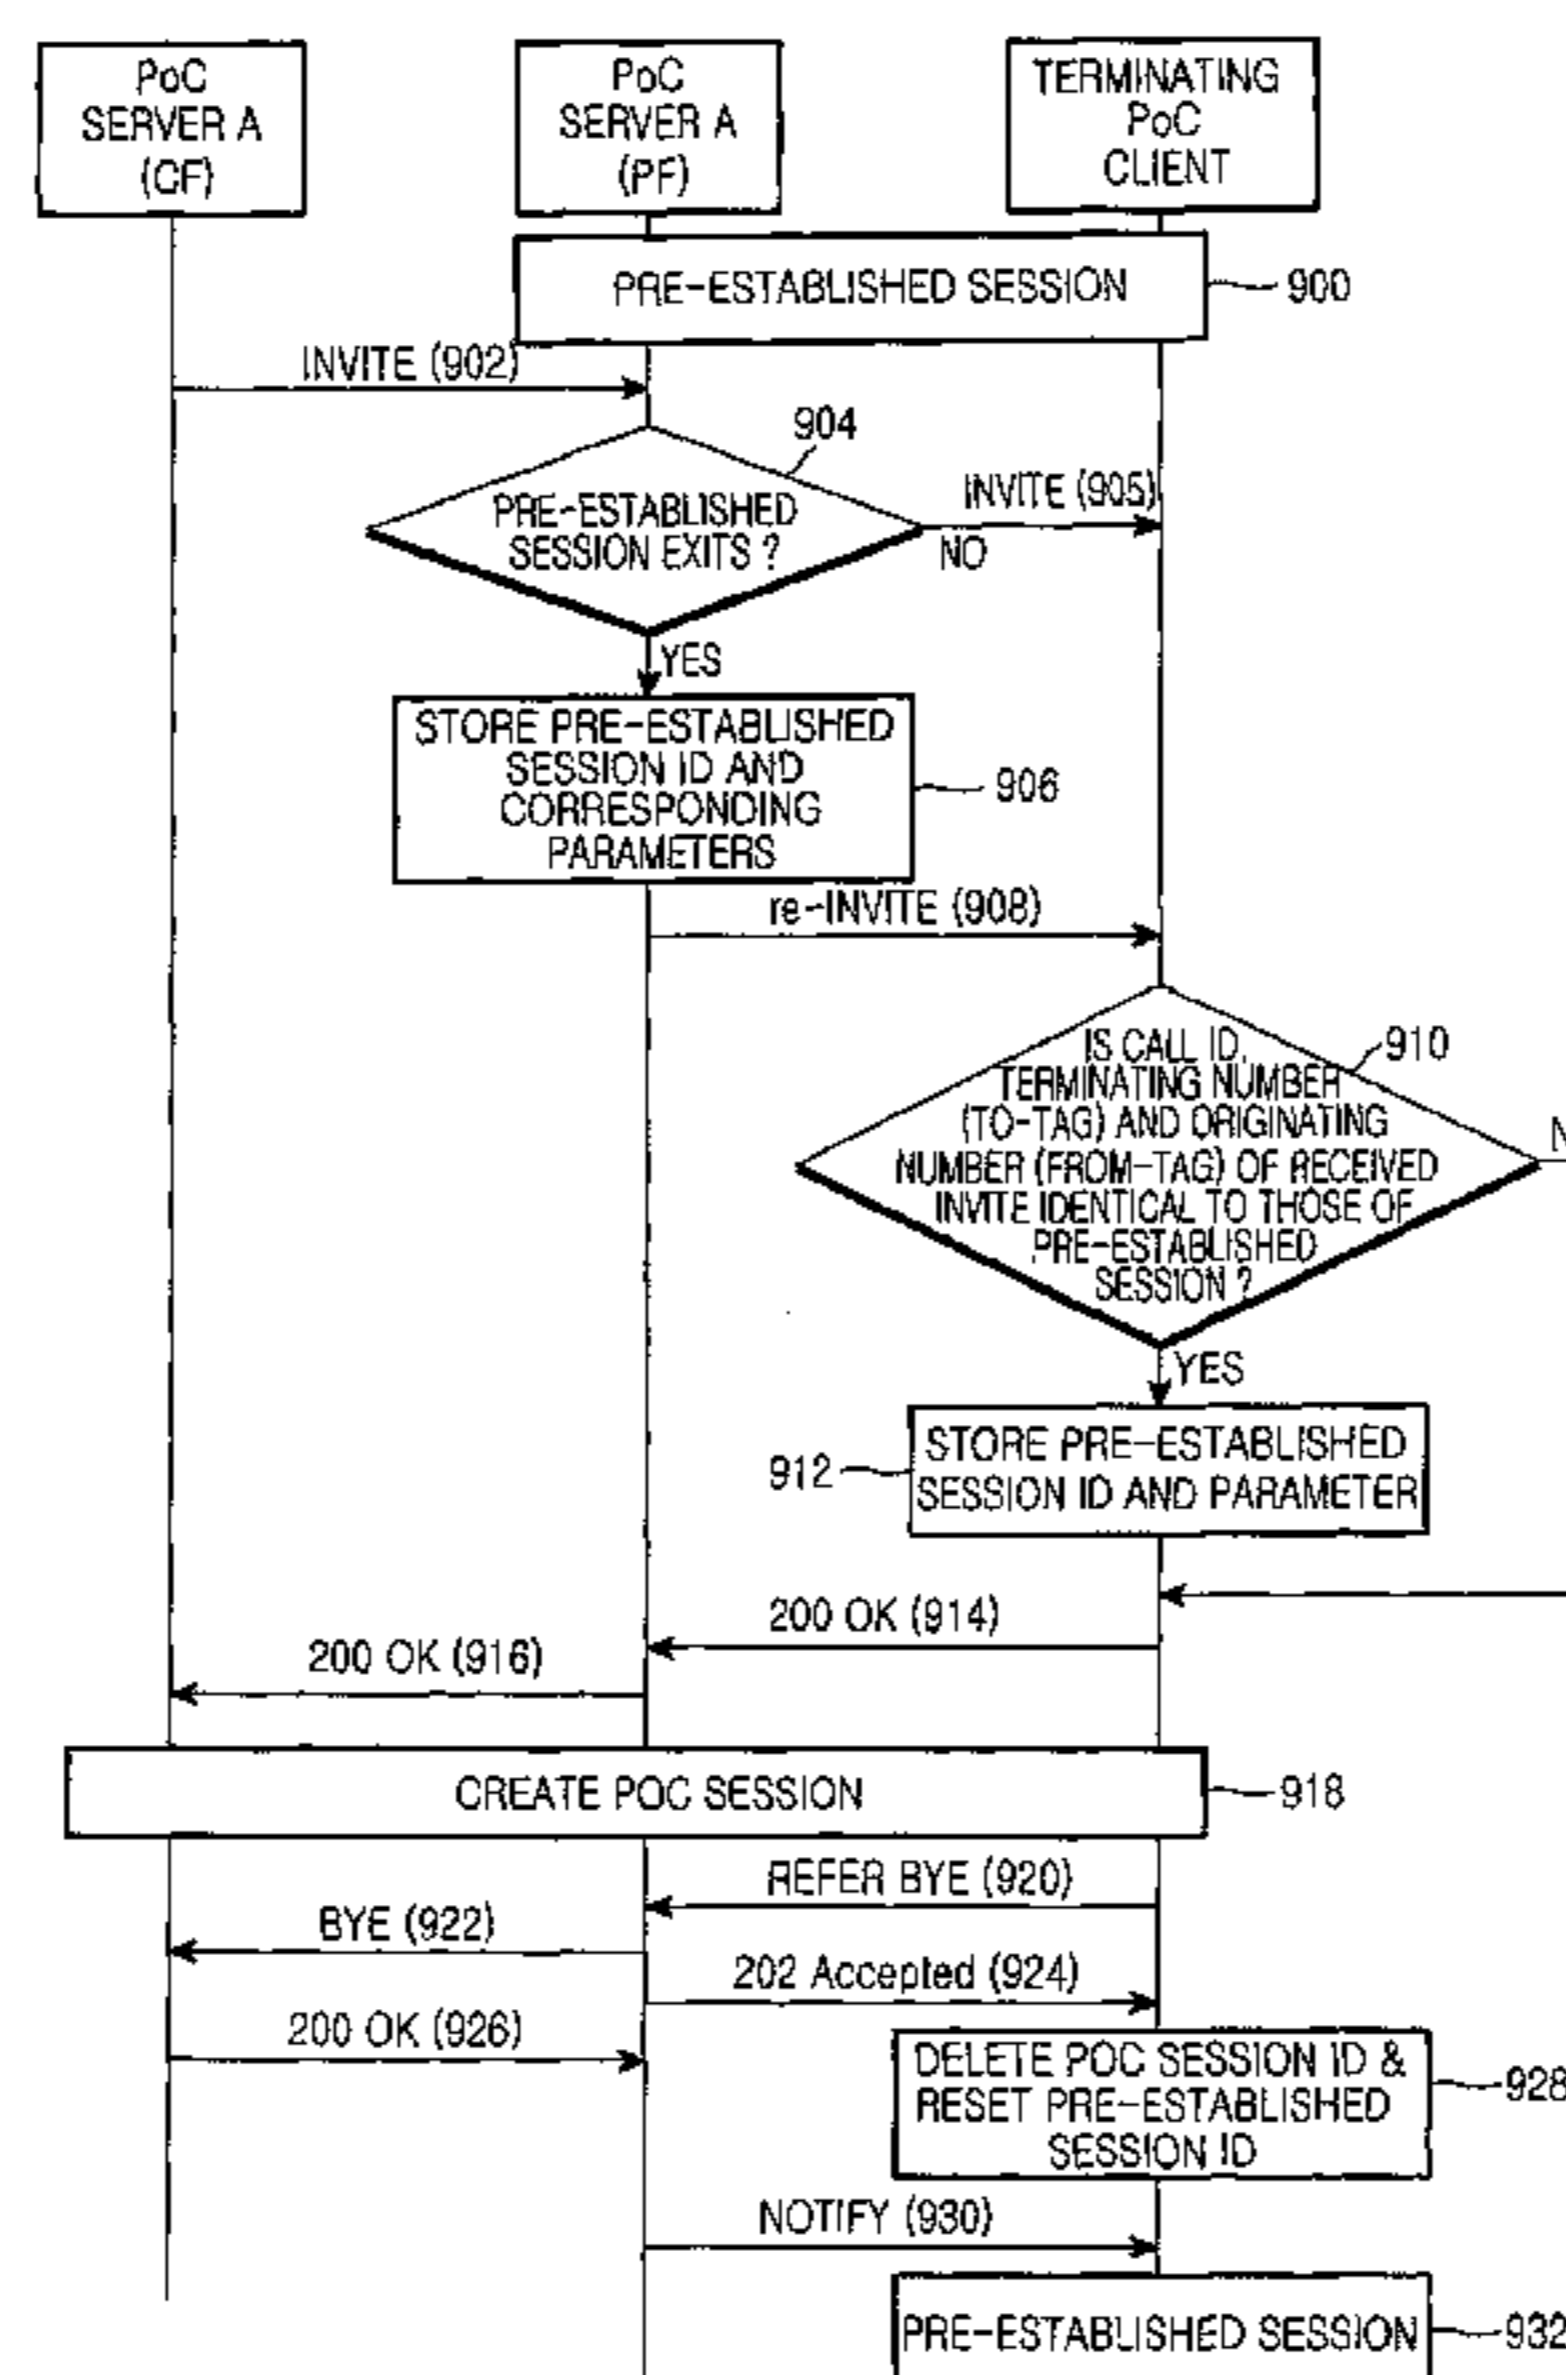 PoC
SERVER A
(CF)
PoC
SERVER A
(PF)
TERMINATING
PoC
CLIENT
PRE-ESTABLISHED SESSION
900
INVITE (902)
904
PRE-ESTABLISHED
SESSION EXITS ?
INVITE (905)
NO
YES
STORE PRE-ESTABLISHED
SESSION ID AND
CORRESPONDING
PARAMETERS
906
re-INVITE (908)
IS CALL ID,
TERMINATING NUMBER
(TO-TAG) AND ORIGINATING
NUMBER (FROM-TAG) OF RECEIVED
INVITE IDENTICAL TO THOSE OF
PRE-ESTABLISHED
SESSION ?
910
YES
912
STORE PRE-ESTABLISHED
SESSION ID AND PARAMETER
200 OK (914)
200 OK (916)
CREATE POC SESSION
918
REFER BYE (920)
BYE (922)
202 Accepted (924)
200 OK (926)
DELETE POC SESSION ID &
RESET PRE-ESTABLISHED
SESSION ID
928
NOTIFY (930)
PRE-ESTABLISHED SESSION
932